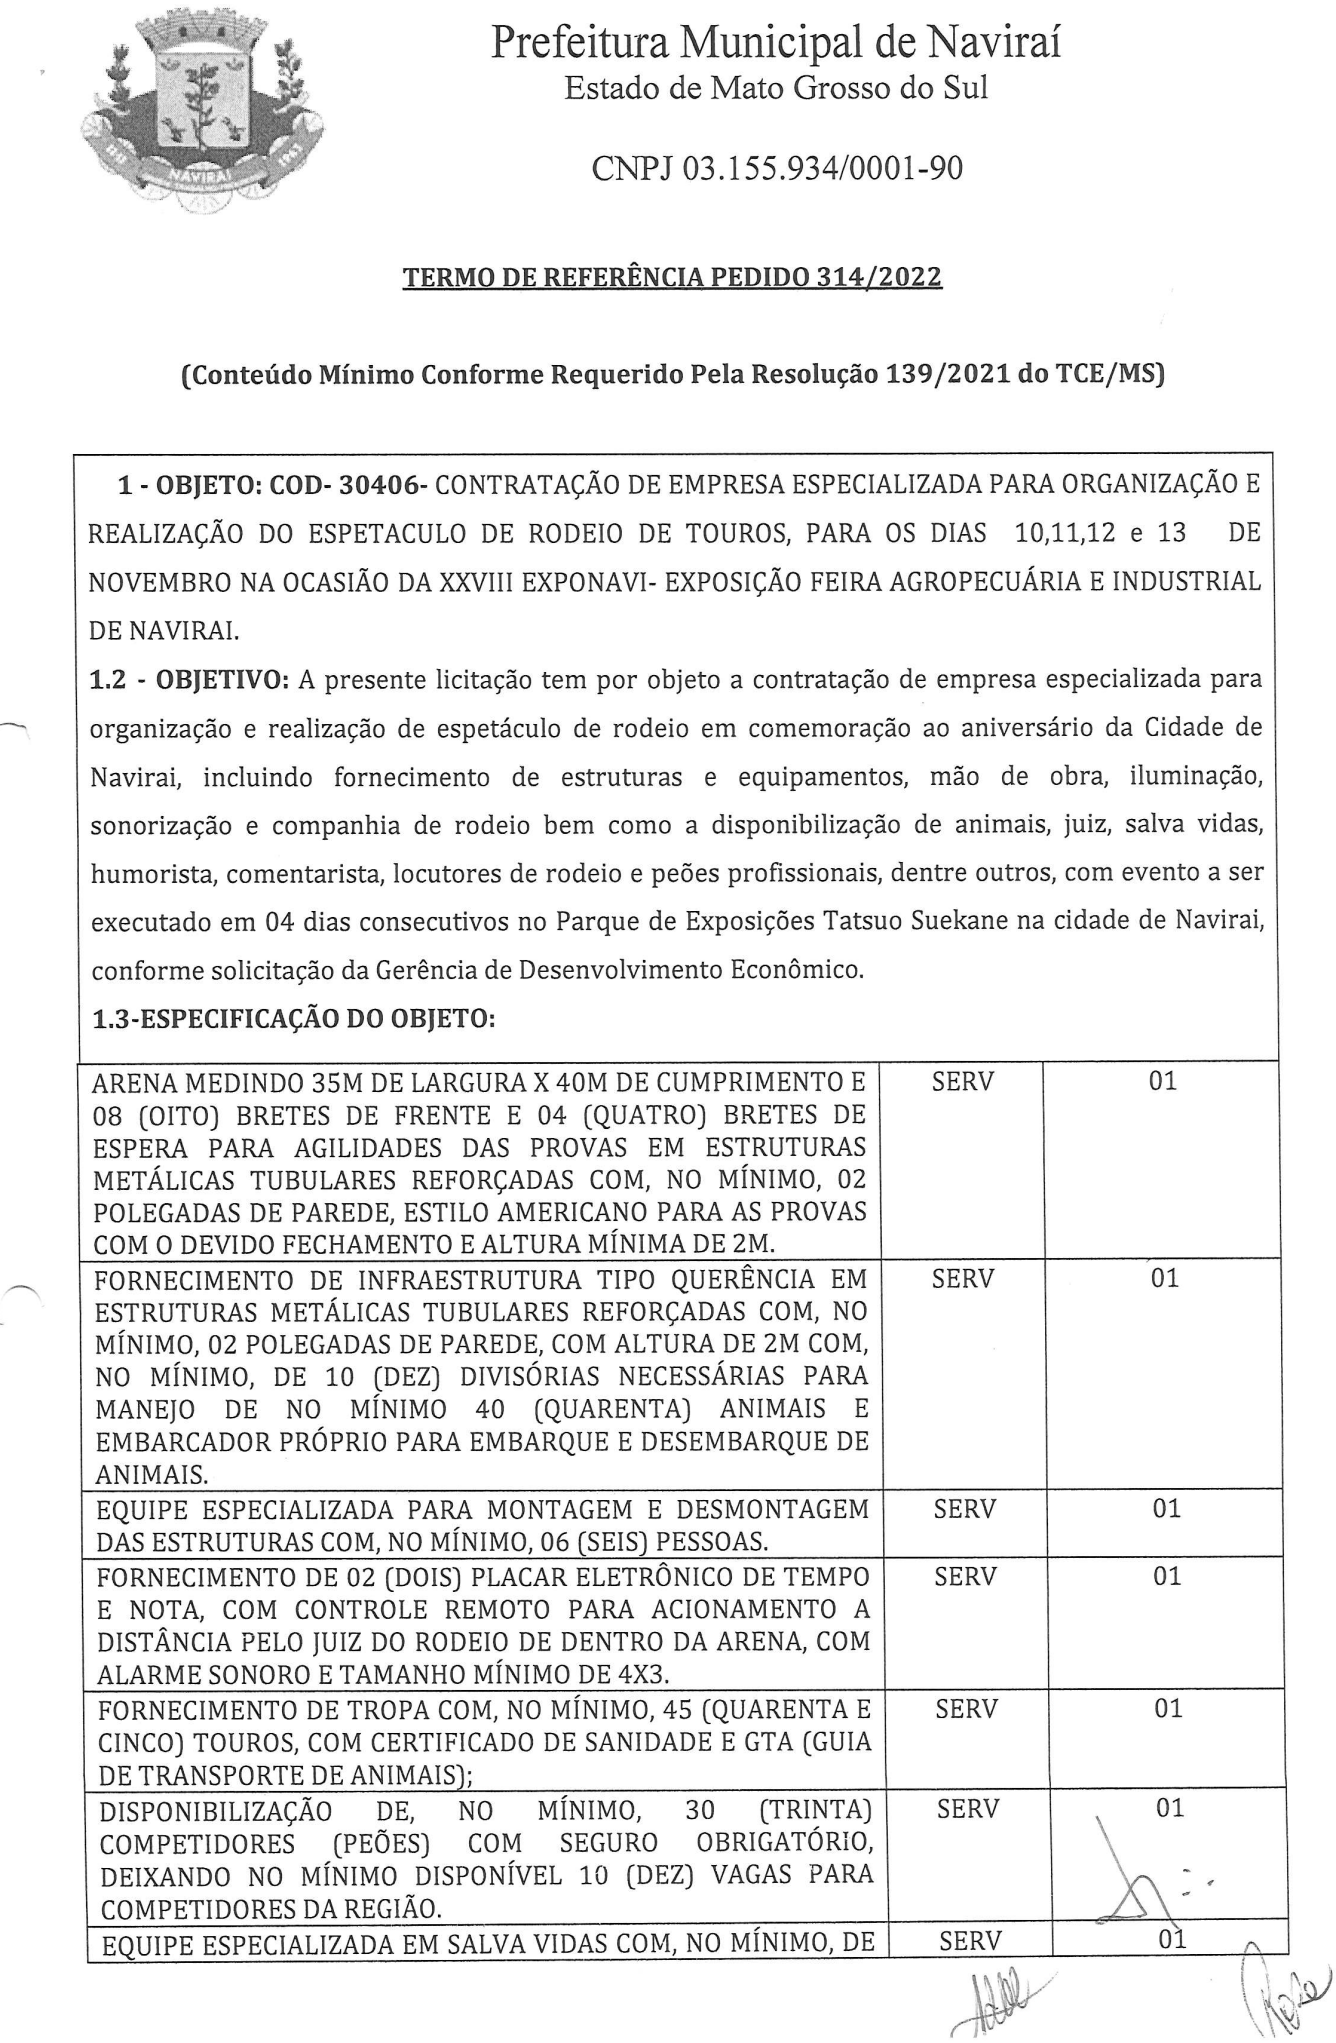 Prefeitura Municipal de Naviraí
Estado de Mato Grosso do Sul
CNPJ 03.155.934/0001-90
NAVIRAI
1963
TERMO DE REFERÊNCIA PEDIDO 314/2022
(Conteúdo Mínimo Conforme Requerido Pela Resolução 139/2021 do TCE/MS)
1 - OBJETO: COD- 30406- CONTRATAÇÃO DE EMPRESA ESPECIALIZADA PARA ORGANIZAÇÃO E
REALIZAÇÃO DO ESPETACULO DE RODEIO DE TOUROS, PARA OS DIAS 10,11,12 e 13 DE
NOVEMBRO NA OCASIÃO DA XXVIII EXPONAVI- EXPOSIÇÃO FEIRA AGROPECUÁRIA E INDUSTRIAL
DE NAVIRAI.
1.2 - OBJETIVO: A presente licitação tem por objeto a contratação de empresa especializada para
organização e realização de espetáculo de rodeio em comemoração ao aniversário da Cidade de
Navirai, incluindo fornecimento de estruturas e equipamentos, mão de obra, iluminação,
sonorização e companhia de rodeio bem como a disponibilização de animais, juiz, salva vidas,
humorista, comentarista, locutores de rodeio e peões profissionais, dentre outros, com evento a ser
executado em 04 dias consecutivos no Parque de Exposições Tatsuo Suekane na cidade de Navirai,
conforme solicitação da Gerência de Desenvolvimento Econômico.
1.3-ESPECIFICAÇÃO DO OBJETO:
ARENA MEDINDO 35M DE LARGURA X 40M DE CUMPRIMENTO E SERV 01
08 (OITO) BRETES DE FRENTE E 04 (QUATRO) BRETES DE
ESPERA PARA AGILIDADES DAS PROVAS EM ESTRUTURAS
METÁLICAS TUBULARES REFORÇADAS COM, NO MÍNIMO, 02
POLEGADAS DE PAREDE, ESTILO AMERICANO PARA AS PROVAS
COM O DEVIDO FECHAMENTO E ALTURA MÍNIMA DE 2M.
FORNECIMENTO DE INFRAESTRUTURA TIPO QUERÊNCIA EM SERV 01
ESTRUTURAS METÁLICAS TUBULARES REFORÇADAS COM, NO
MÍNIMO, 02 POLEGADAS DE PAREDE, COM ALTURA DE 2M COM,
NO MÍNIMO, DE 10 (DEZ) DIVISÓRIAS NECESSÁRIAS PARA
MANEJO DE NO MÍNIMO 40 (QUARENTA) ANIMAIS E
EMBARCADOR PRÓPRIO PARA EMBARQUE E DESEMBARQUE DE
ANIMAIS.
EQUIPE ESPECIALIZADA PARA MONTAGEM E DESMONTAGEM SERV 01
DAS ESTRUTURAS COM, NO MÍNIMO, 06 (SEIS) PESSOAS.
FORNECIMENTO DE 02 (DOIS) PLACAR ELETRÔNICO DE TEMPO SERV 01
E NOTA, COM CONTROLE REMOTO PARA ACIONAMENTO A
DISTÂNCIA PELO JUIZ DO RODEIO DE DENTRO DA ARENA, COM
ALARME SONORO E TAMANHO MÍNIMO DE 4X3.
FORNECIMENTO DE TROPA COM, NO MÍNIMO, 45 (QUARENTA E SERV 01
CINCO) TOUROS, COM CERTIFICADO DE SANIDADE E GTA (GUIA
DE TRANSPORTE DE ANIMAIS);
DISPONIBILIZAÇÃO DE, NO MÍNIMO, 30 (TRINTA) SERV 01
COMPETIDORES (PEÕES) COM SEGURO OBRIGATÓRIO,
DEIXANDO NO MÍNIMO DISPONÍVEL 10 (DEZ) VAGAS PARA
COMPETIDORES DA REGIÃO.
EQUIPE ESPECIALIZADA EM SALVA VIDAS COM, NO MÍNIMO, DE SERV 01